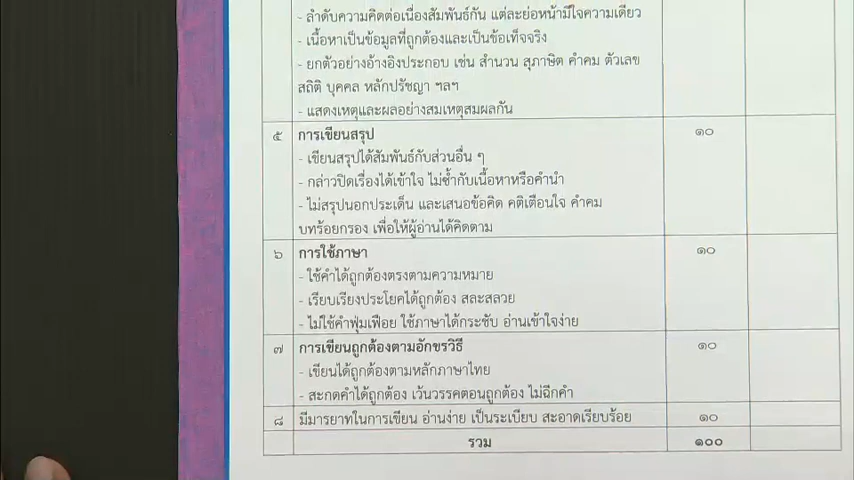 - ลำดับความคิดต่อเนื่องสัมพันธ์กัน แต่ละย่อหน้ามีใจความเดียว
- เนื้อหาเป็นข้อมูลที่ถูกต้องและเป็นข้อเท็จจริง
- ยกตัวอย่างอ้างอิงประกอบ เช่น สำนวน สุภาษิต คำคม ตัวเลข
สถิติ บุคคล หลักปรัชญา ฯลฯ
- แสดงเหตุและผลอย่างสมเหตุสมผลกัน
๕ การเขียนสรุป ๑๐
- เขียนสรุปได้สัมพันธ์กับส่วนอื่น ๆ
- กล่าวปิดเรื่องได้เข้าใจ ไม่ซ้ำกับเนื้อหาหรือคำนำ
- ไม่สรุปนอกประเด็น และเสนอข้อคิด คติเตือนใจ คำคม
บทร้อยกรอง เพื่อให้ผู้อ่านได้คิดตาม
๖ การใช้ภาษา ๑๐
- ใช้คำได้ถูกต้องตรงตามความหมาย
- เรียบเรียงประโยคได้ถูกต้อง สละสลวย
- ไม่ใช้คำฟุ่มเฟือย ใช้ภาษาได้กระชับ อ่านเข้าใจง่าย
๗ การเขียนถูกต้องตามอักขรวิธี ๑๐
- เขียนได้ถูกต้องตามหลักภาษาไทย
- สะกดคำได้ถูกต้อง เว้นวรรคตอนถูกต้อง ไม่ฉีกคำ
๘ มีมารยาทในการเขียน อ่านง่าย เป็นระเบียบ สะอาดเรียบร้อย ๑๐
รวม ๑๐๐